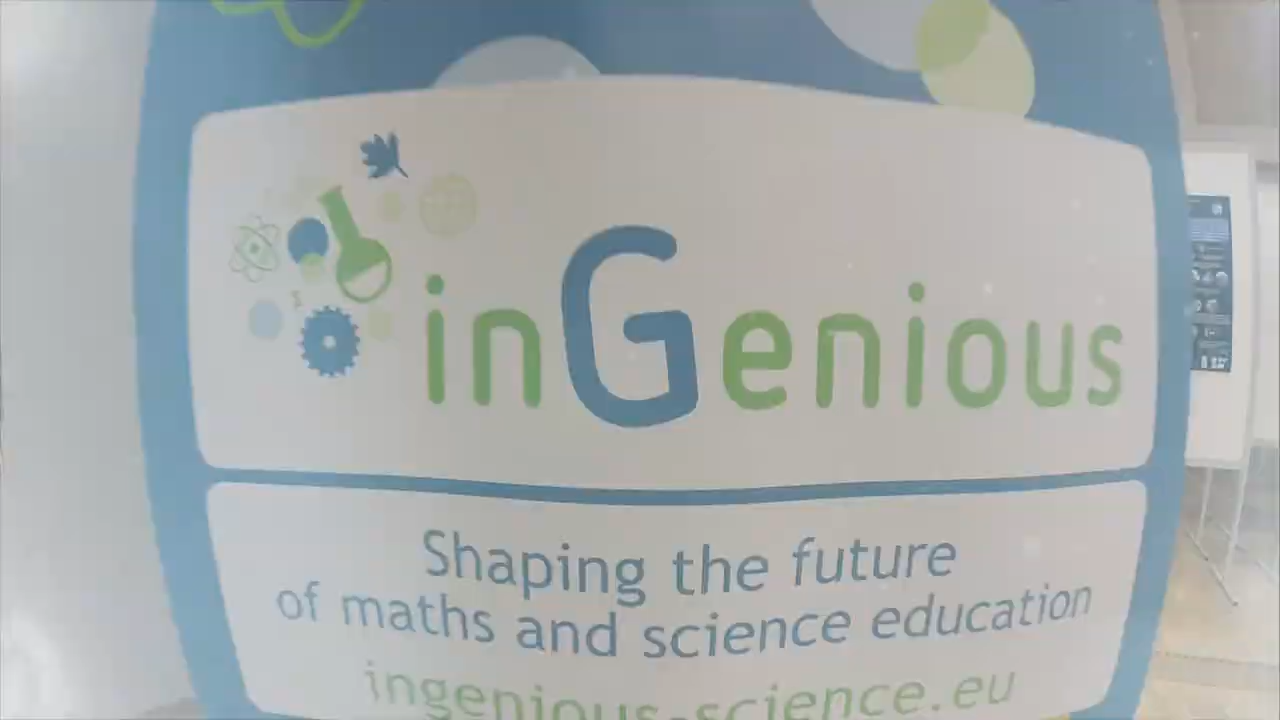 inGenious
Shaping the future
of maths and science education
ingenious-science.eu